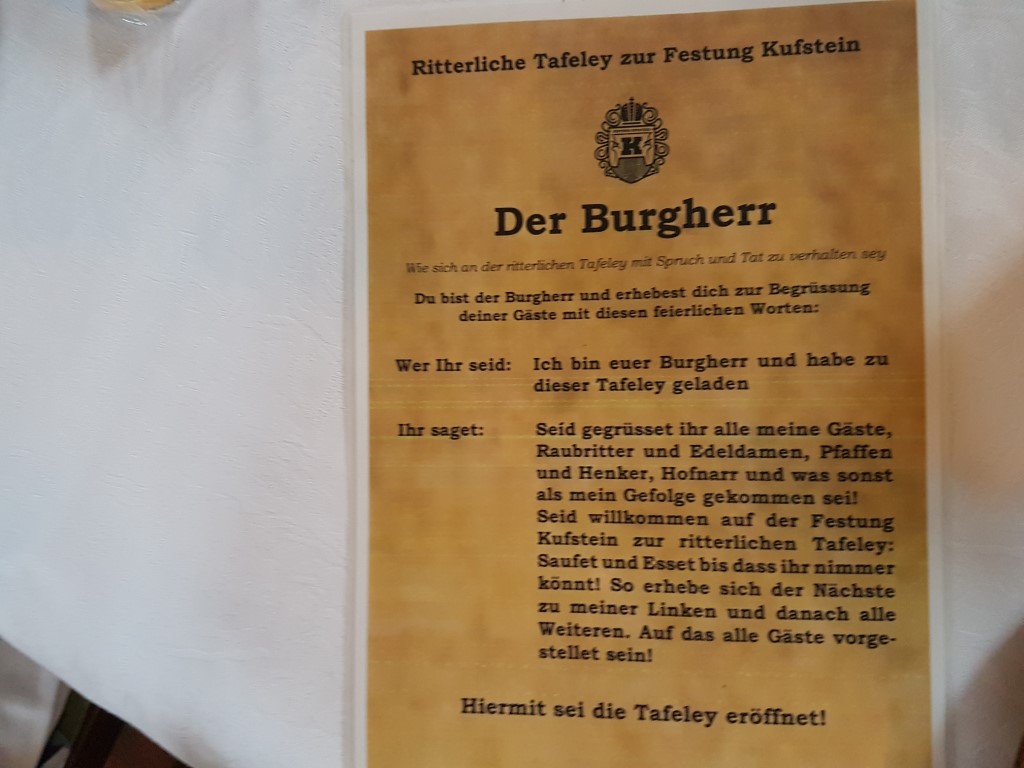 Ritterliche Tafeley zur Festung Kufstein
K
Der Burgherr
Wie sich an der ritterlichen Tafeley mit Spruch und Tat zu verhalten sey
Du bist der Burgherr und erhebest dich zur Begrüssung
deiner Gäste mit diesen feierlichen Worten:
Wer Ihr seid: Ich bin euer Burgherr und habe zu
dieser Tafeley geladen
Ihr saget: Seid gegrüsset ihr alle meine Gäste,
Raubritter und Edeldamen, Pfaffen
und Henker, Hofnarr und was sonst
als mein Gefolge gekommen sei!
Seid willkommen auf der Festung
Kufstein zur ritterlichen Tafeley:
Saufet und Esset bis dass ihr nimmer
könnt! So erhebe sich der Nächste
zu meiner Linken und danach alle
Weiteren. Auf das alle Gäste vorge-
stellet sein!
Hiermit sei die Tafeley eröffnet!